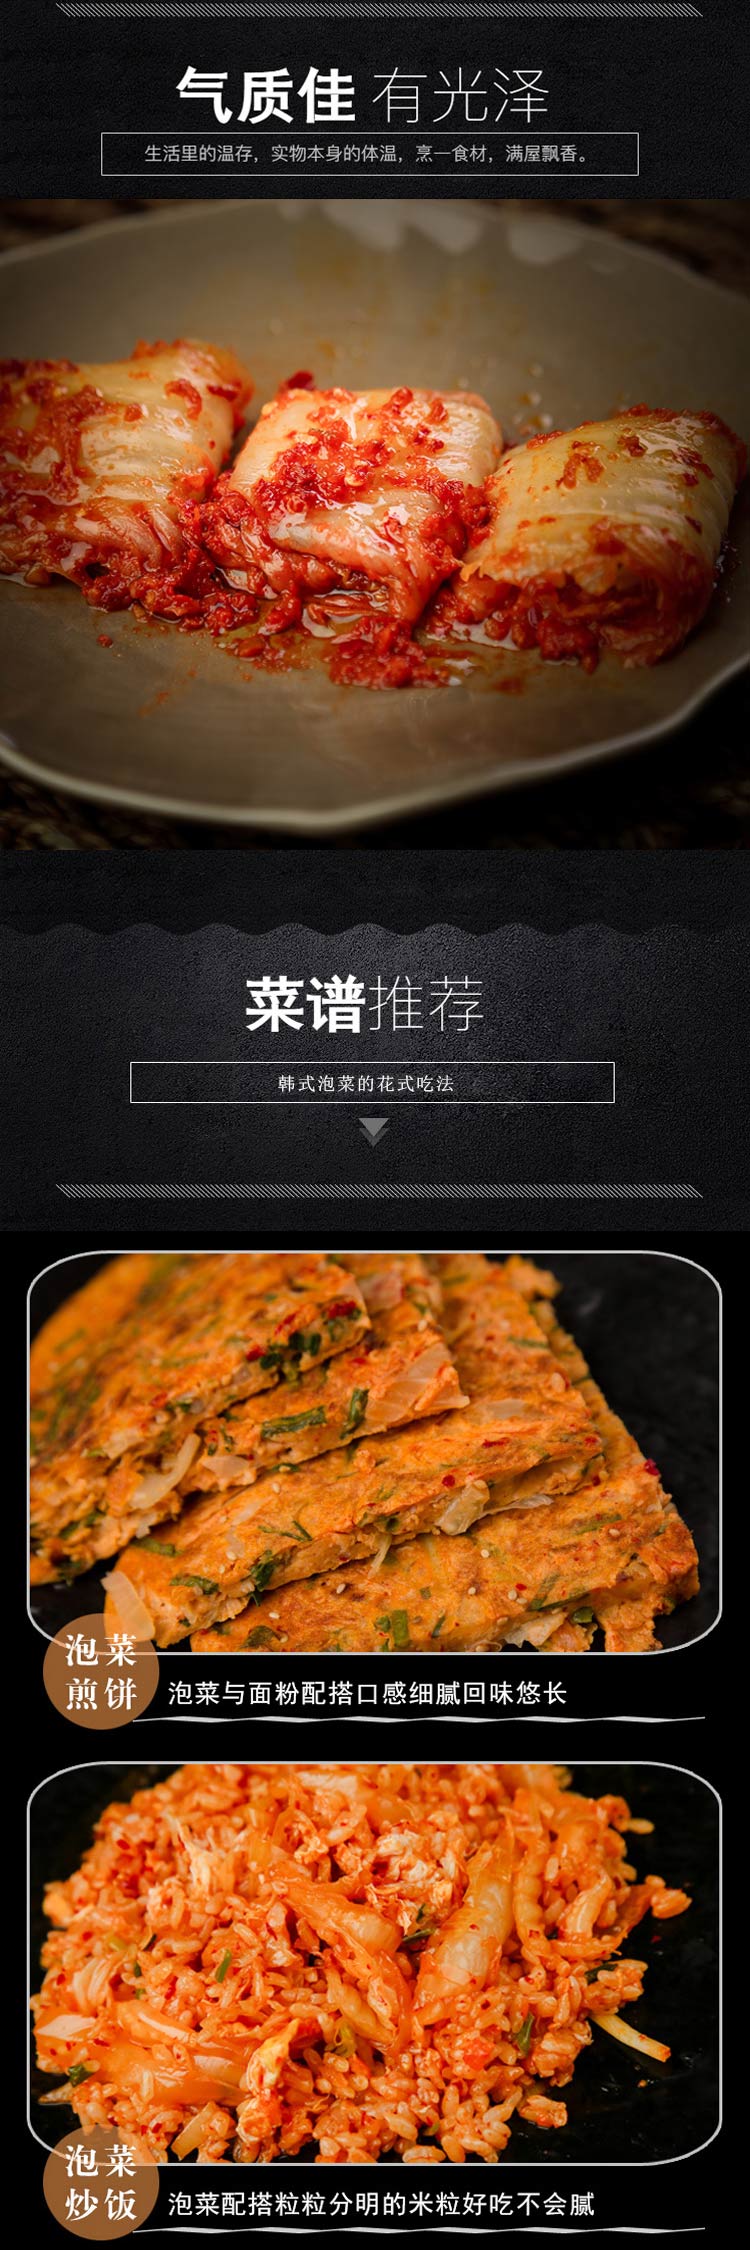 气质佳 有光泽
生活里的温存，实物本身的体温，烹一食材，满屋飘香。
菜谱推荐
韩式泡菜的花式吃法
泡菜
煎饼
泡菜与面粉配搭口感细腻回味悠长
泡菜
炒饭
泡菜配搭粒粒分明的米粒好吃不会腻